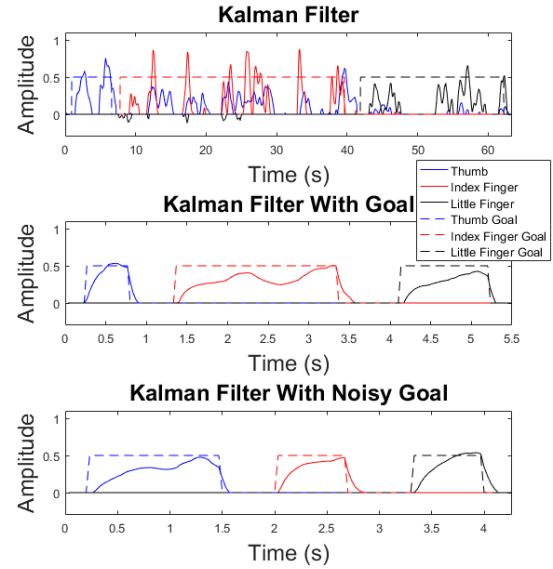 Kalman Filter
Amplitude
1
0.5
0
0 10 20 30 40 50 60
Time (s)
Thumb
Index Finger
Little Finger
Thumb Goal
Index Finger Goal
Little Finger Goal
Kalman Filter With Goal
Amplitude
1
0.5
0
0 0.5 1 1.5 2 2.5 3 3.5 4 4.5 5 5.5
Time (s)
Kalman Filter With Noisy Goal
Amplitude
1
0.5
0
0 0.5 1 1.5 2 2.5 3 3.5 4
Time (s)